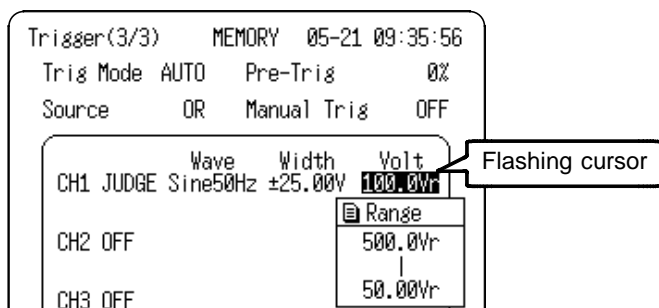 Trigger(3/3) MEMORY 05-21 09:35:56
Trig Mode AUTO Pre-Trig 0%
Source OR Manual Trig OFF
Wave Width Volt
CH1 JUDGE Sine50Hz ±25.00V 100.0Vr
Flashing cursor
Range
CH2 OFF 500.0Vr
|
CH3 OFF 50.00Vr